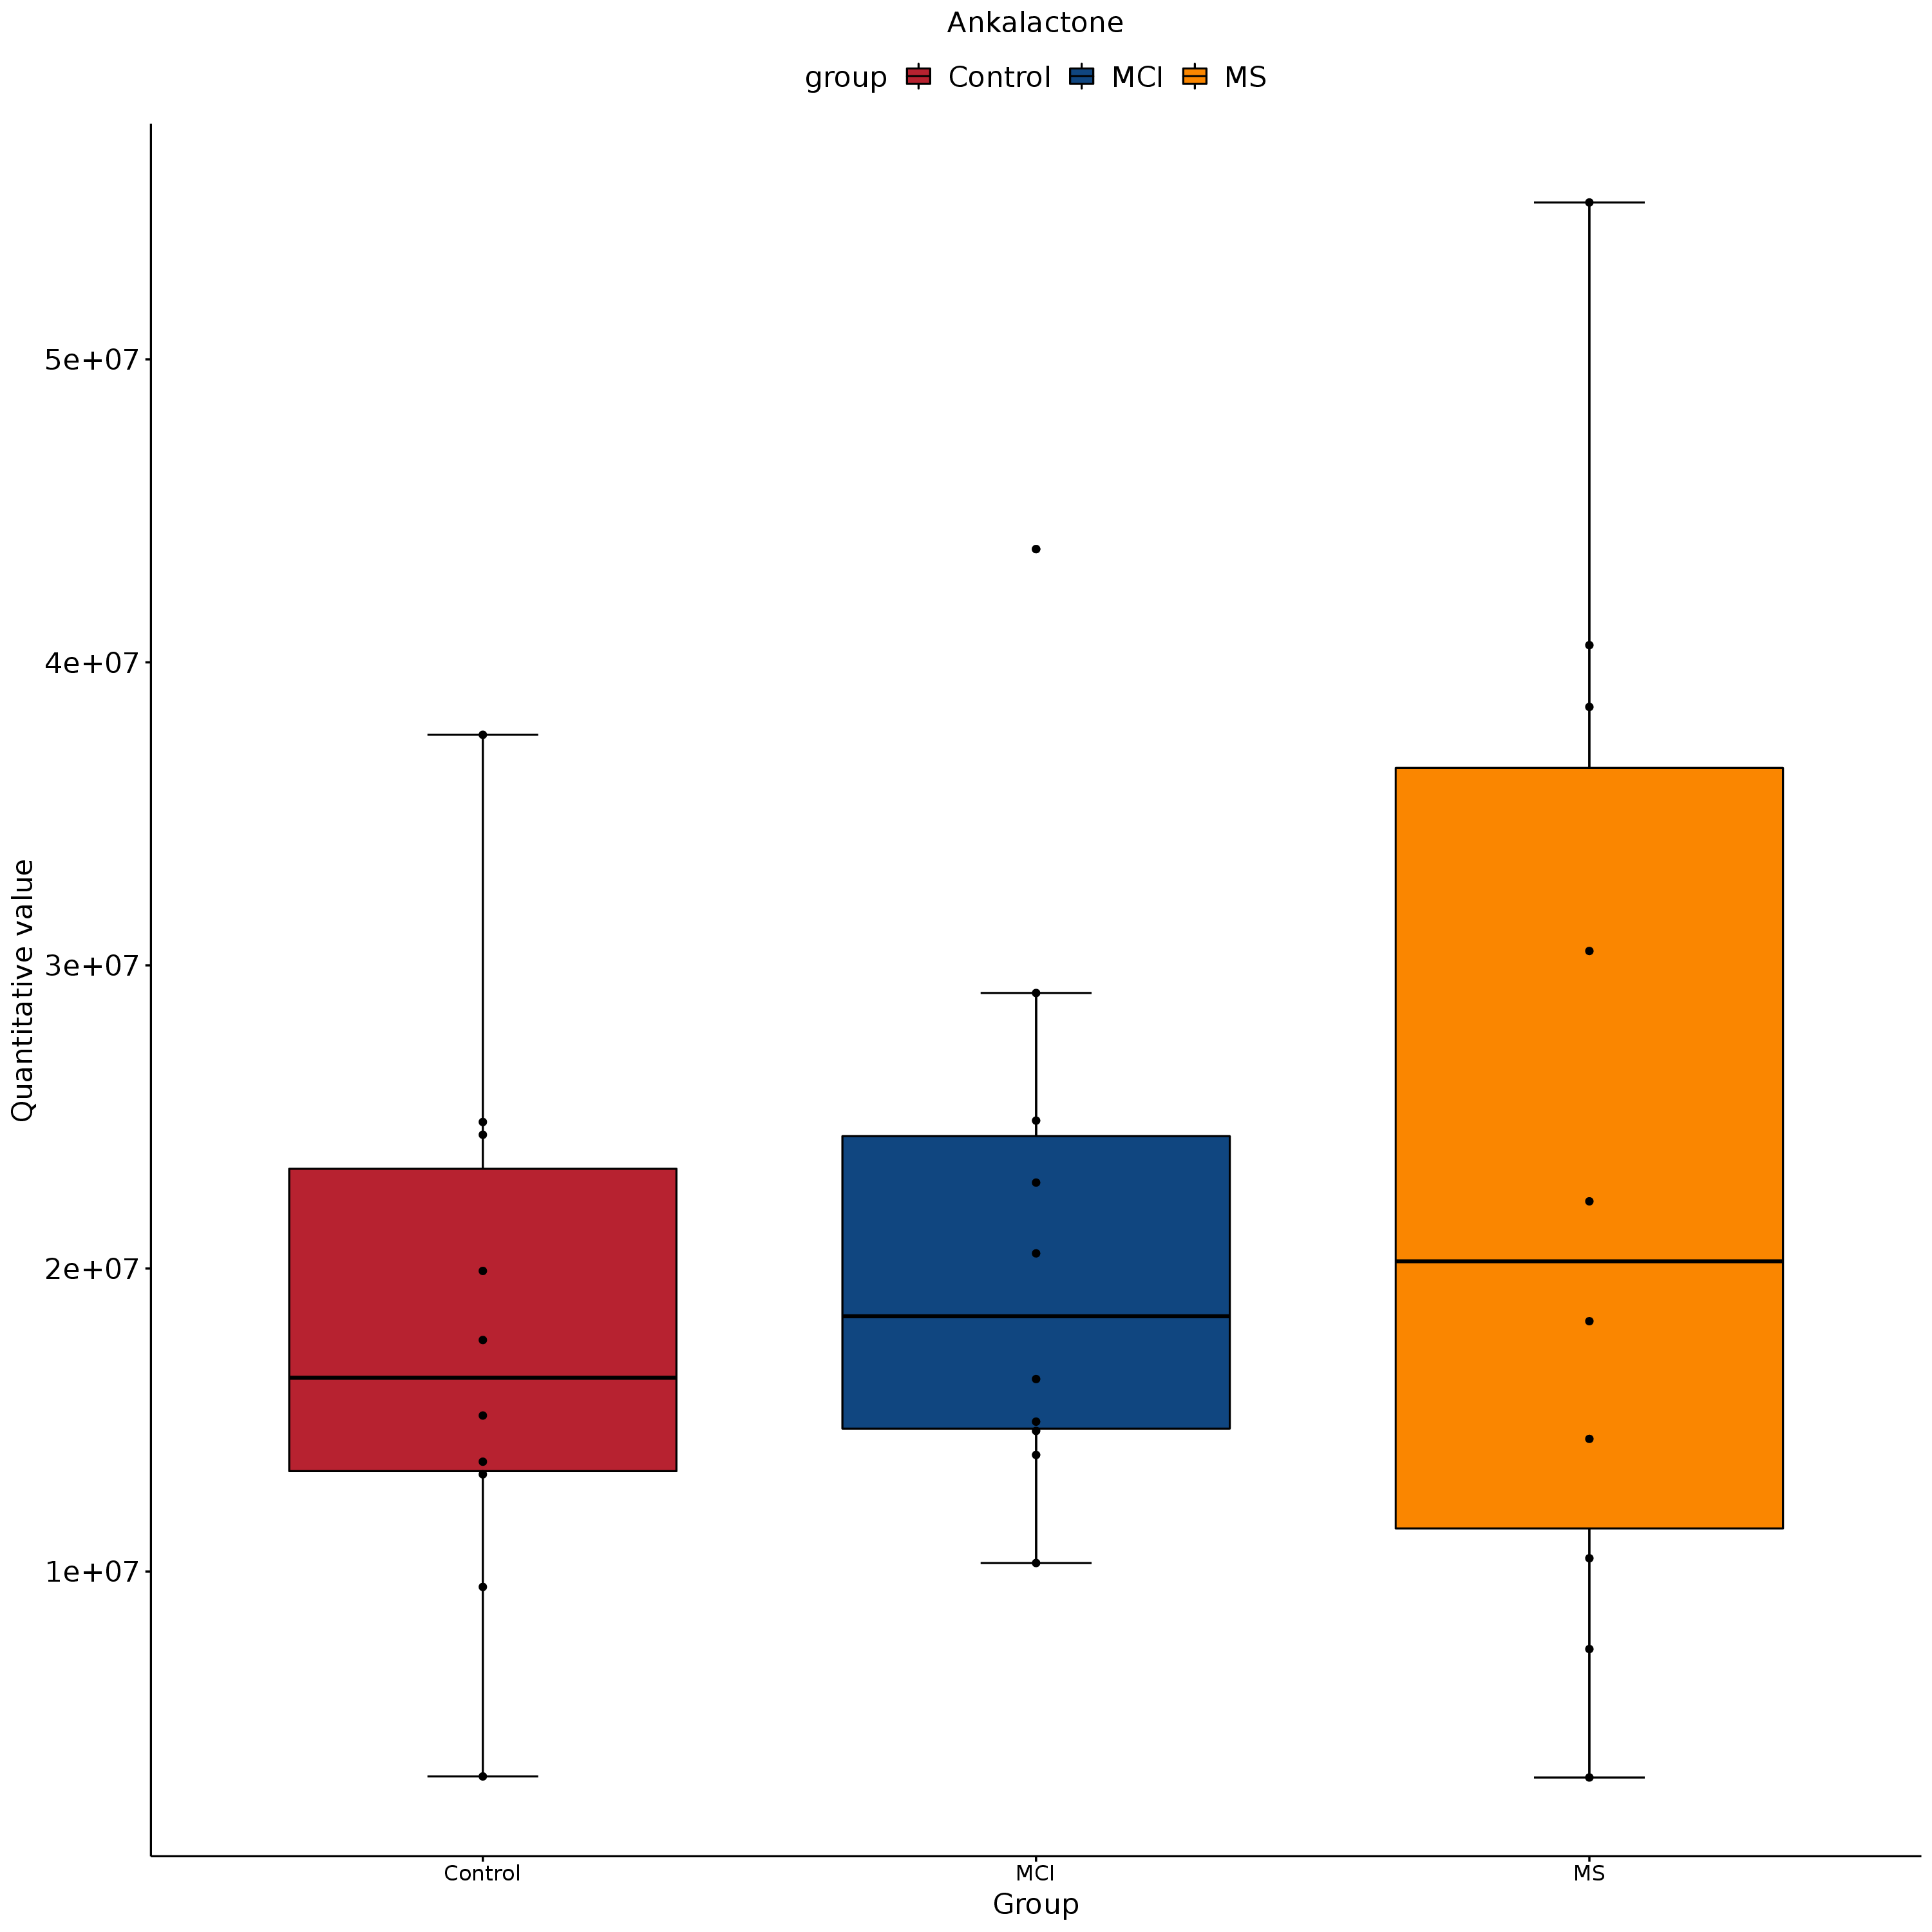 Ankalactone
group Control MCI MS
Quantitative value
5e+07
4e+07
3e+07
2e+07
1e+07
Control MCI MS
Group